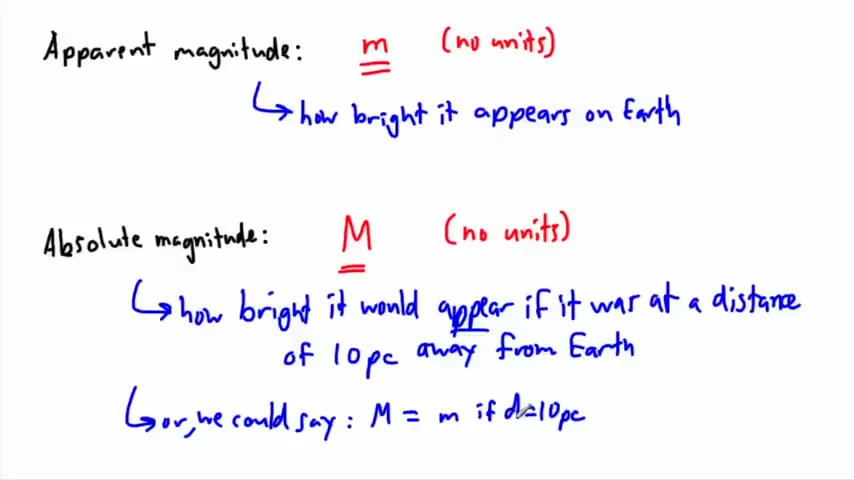 Apparent magnitude: m (no units)
how bright it appears on Earth
Absolute magnitude: M (no units)
how bright it would appear if it was at a distance
of 10pc away from Earth
or, we could say: M = m if d=10pc